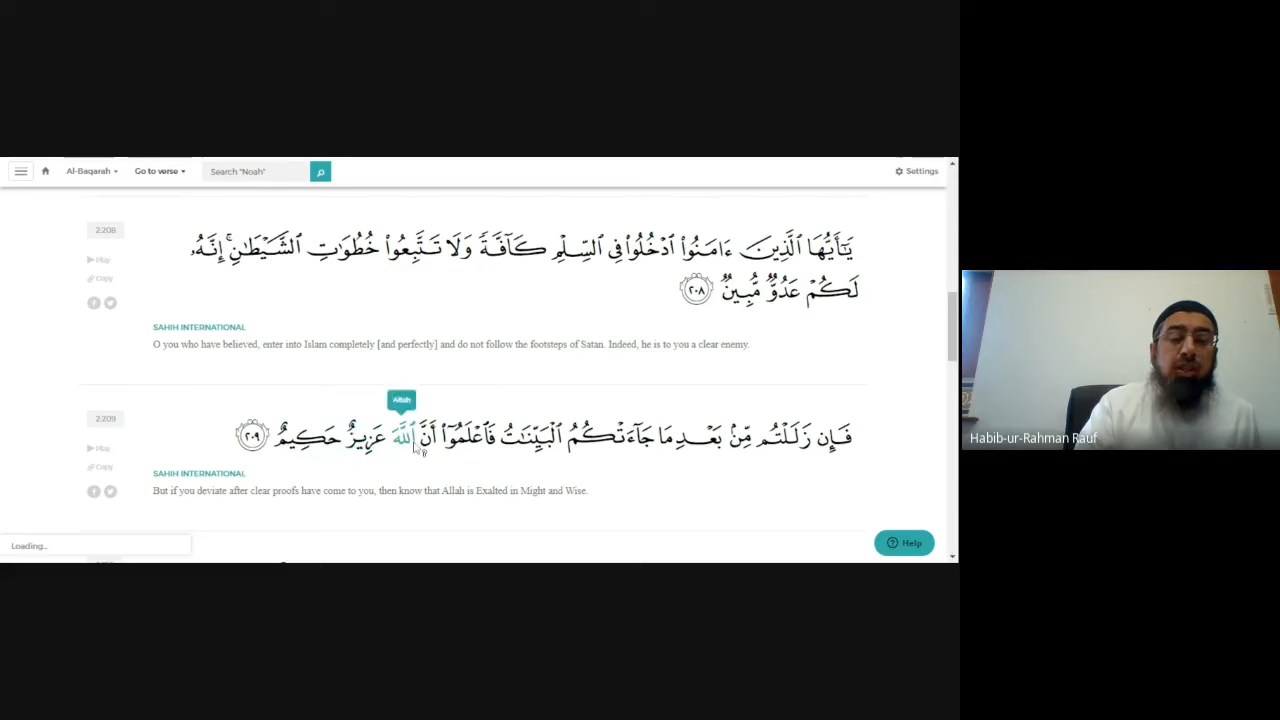 Al-Baqarah
Go to verse
Search "Noah"
Settings
2:208
يَٰٓأَيُّهَا ٱلَّذِينَ ءَامَنُوا۟ ٱدْخُلُوا۟ فِى ٱلسِّلْمِ كَآفَّةً وَلَا تَتَّبِعُوا۟ خُطُوَٰتِ ٱلشَّيْطَٰنِ ۚ إِنَّهُۥ
لَكُمْ عَدُوٌّ مُّبِينٌ ٢٠٨
Play
Copy
SAHIH INTERNATIONAL
O you who have believed, enter into Islam completely [and perfectly] and do not follow the footsteps of Satan. Indeed, he is to you a clear enemy.
Allah
2:209
فَإِن زَلَلْتُم مِّنۢ بَعْدِ مَا جَآءَتْكُمُ ٱلْبَيِّنَٰتُ فَٱعْلَمُوٓا۟ أَنَّ ٱللَّهَ عَزِيزٌ حَكِيمٌ ٢٠٩
Play
Copy
SAHIH INTERNATIONAL
But if you deviate after clear proofs have come to you, then know that Allah is Exalted in Might and Wise.
Loading...
Help
Habib-ur-Rahman Rauf